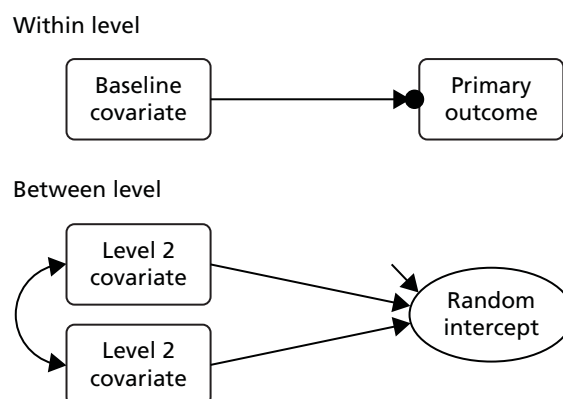 Within level
Baseline
covariate
Primary
outcome
Between level
Level 2
covariate
Level 2
covariate
Random
intercept